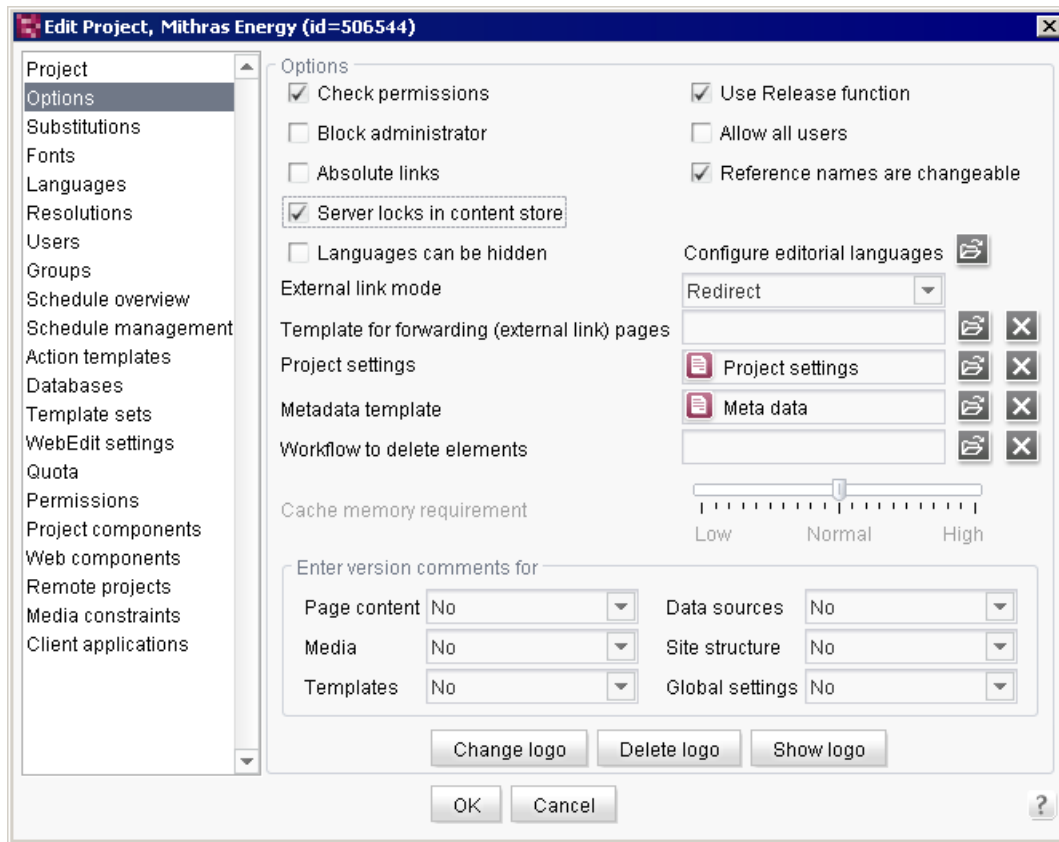 Edit Project, Mithras Energy (id=506544)
Project
Options
Substitutions
Fonts
Languages
Resolutions
Users
Groups
Schedule overview
Schedule management
Action templates
Databases
Template sets
WebEdit settings
Quota
Permissions
Project components
Web components
Remote projects
Media constraints
Client applications
Options
Check permissions
Use Release function
Block administrator
Allow all users
Absolute links
Reference names are changeable
Server locks in content store
Languages can be hidden
Configure editorial languages
External link mode
Redirect
Template for forwarding (external link) pages
Project settings
Project settings
Metadata template
Meta data
Workflow to delete elements
Cache memory requirement
Low Normal High
Enter version comments for
Page content No
Data sources No
Media No
Site structure No
Templates No
Global settings No
Change logo
Delete logo
Show logo
OK
Cancel
?